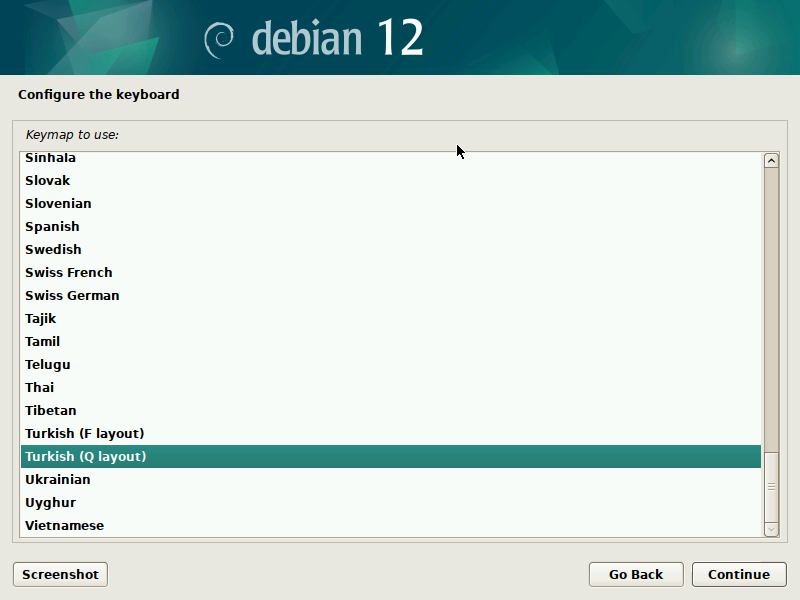 debian 12
Configure the keyboard
Keymap to use:
Sinhala
Slovak
Slovenian
Spanish
Swedish
Swiss French
Swiss German
Tajik
Tamil
Telugu
Thai
Tibetan
Turkish (F layout)
Turkish (Q layout)
Ukrainian
Uyghur
Vietnamese
Screenshot Go Back Continue